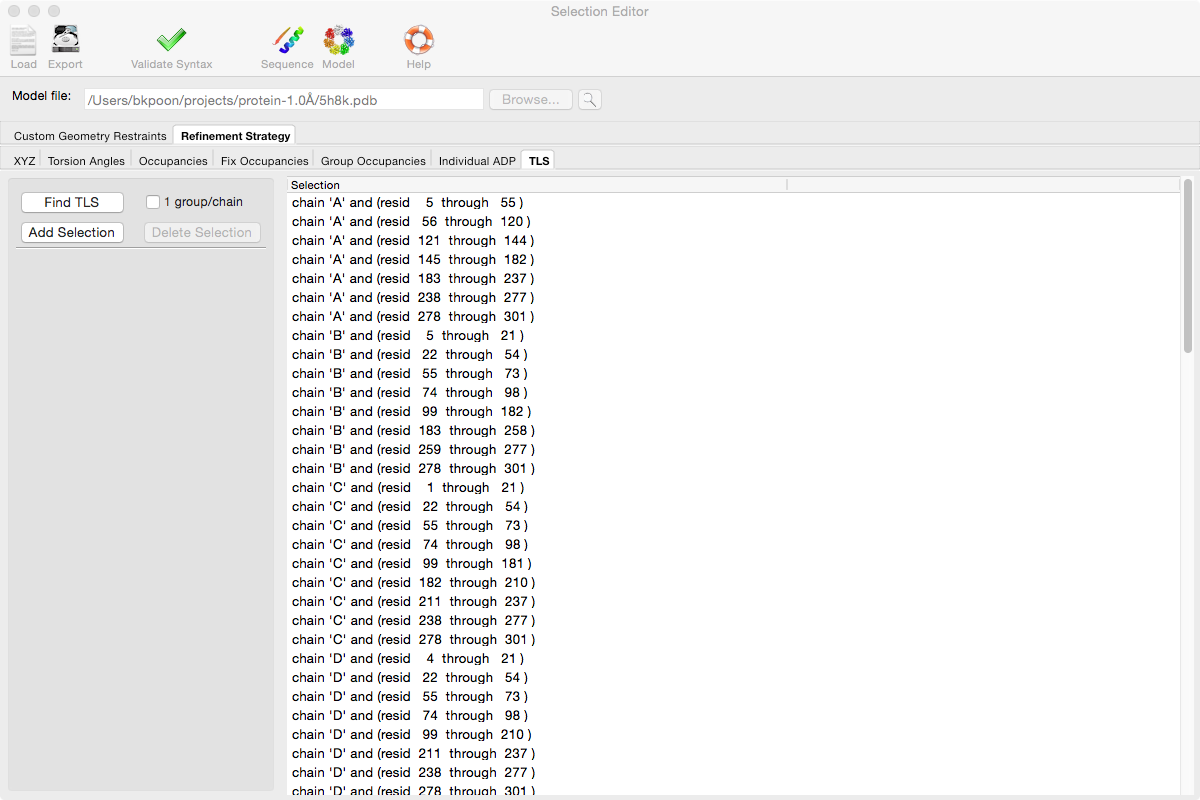 Selection Editor
Load Export Validate Syntax Sequence Model Help
Model file: /Users/bkpoon/projects/protein-1.0Å/5h8k.pdb Browse...
Custom Geometry Restraints Refinement Strategy
XYZ Torsion Angles Occupancies Fix Occupancies Group Occupancies Individual ADP TLS
Find TLS 1 group/chain
Add Selection Delete Selection
Selection
chain 'A' and (resid 5 through 55 )
chain 'A' and (resid 56 through 120 )
chain 'A' and (resid 121 through 144 )
chain 'A' and (resid 145 through 182 )
chain 'A' and (resid 183 through 237 )
chain 'A' and (resid 238 through 277 )
chain 'A' and (resid 278 through 301 )
chain 'B' and (resid 5 through 21 )
chain 'B' and (resid 22 through 54 )
chain 'B' and (resid 55 through 73 )
chain 'B' and (resid 74 through 98 )
chain 'B' and (resid 99 through 182 )
chain 'B' and (resid 183 through 258 )
chain 'B' and (resid 259 through 277 )
chain 'B' and (resid 278 through 301 )
chain 'C' and (resid 1 through 21 )
chain 'C' and (resid 22 through 54 )
chain 'C' and (resid 55 through 73 )
chain 'C' and (resid 74 through 98 )
chain 'C' and (resid 99 through 181 )
chain 'C' and (resid 182 through 210 )
chain 'C' and (resid 211 through 237 )
chain 'C' and (resid 238 through 277 )
chain 'C' and (resid 278 through 301 )
chain 'D' and (resid 4 through 21 )
chain 'D' and (resid 22 through 54 )
chain 'D' and (resid 55 through 73 )
chain 'D' and (resid 74 through 98 )
chain 'D' and (resid 99 through 210 )
chain 'D' and (resid 211 through 237 )
chain 'D' and (resid 238 through 277 )
chain 'D' and (resid 278 through 301 )